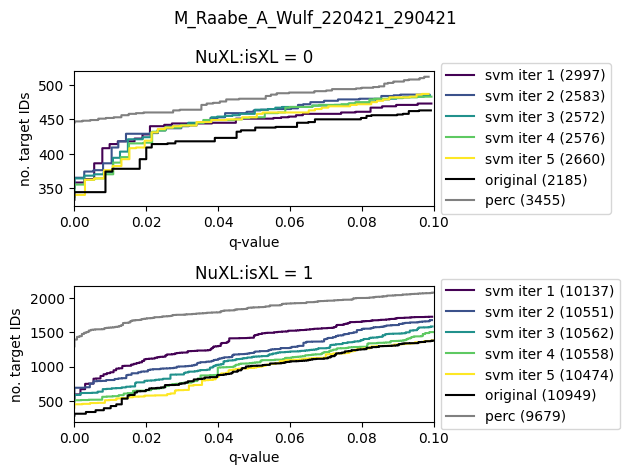 M_Raabe_A_Wulf_220421_290421
NuXL:isXL = 0
no. target IDs
500
450
400
350
0.00 0.02 0.04 0.06 0.08 0.10
q-value
svm iter 1 (2997)
svm iter 2 (2583)
svm iter 3 (2572)
svm iter 4 (2576)
svm iter 5 (2660)
original (2185)
perc (3455)
NuXL:isXL = 1
no. target IDs
2000
1500
1000
500
0.00 0.02 0.04 0.06 0.08 0.10
q-value
svm iter 1 (10137)
svm iter 2 (10551)
svm iter 3 (10562)
svm iter 4 (10558)
svm iter 5 (10474)
original (10949)
perc (9679)